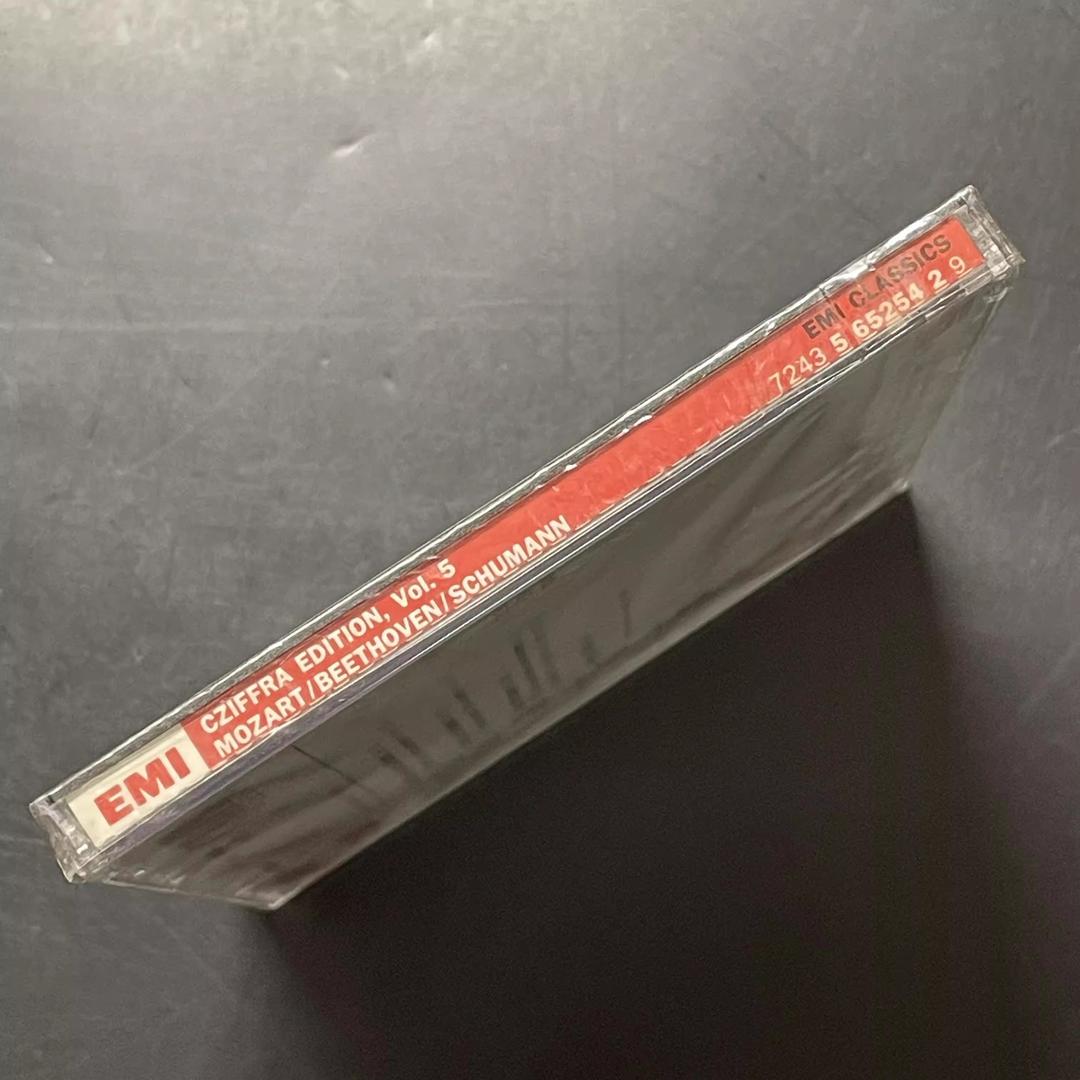 EMI
CZIFFRA EDITION, Vol. 5
MOZART/BEETHOVEN/SCHUMANN
EMI CLASSICS
7243 5 65254 2 9